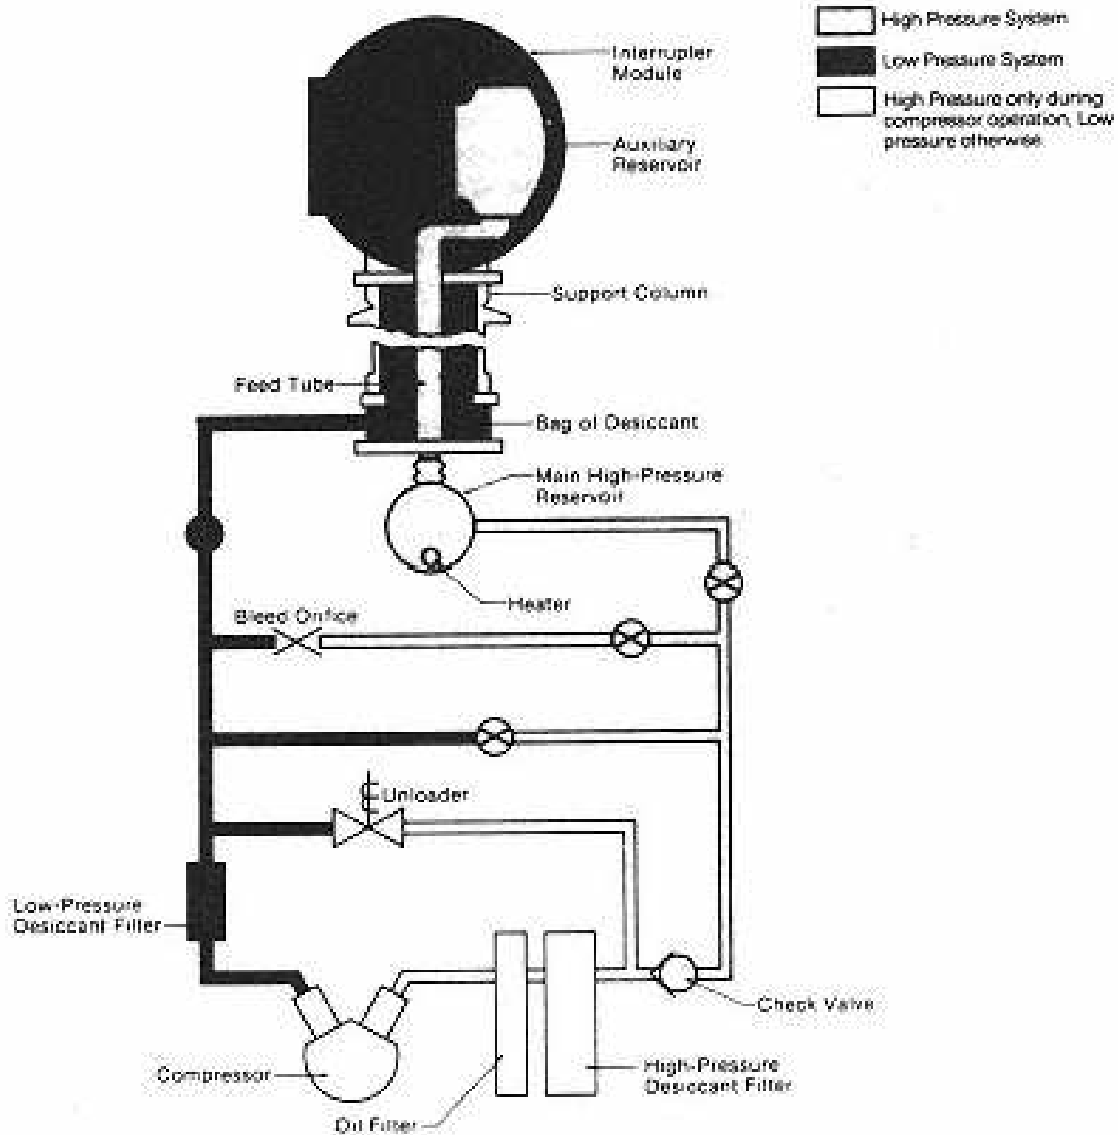 High Pressure System
Low Pressure System
High Pressure only during
compressor operation, Low
pressure otherwise.
Interrupter
Module
Auxiliary
Reservoir
Support Column
Feed Tube
Bag of Desiccant
Main High-Pressure
Reservoir
Heater
Bleed Orifice
Unloader
Low-Pressure
Desiccant Filter
Check Valve
Compressor
High-Pressure
Desiccant Filter
Oil Filter